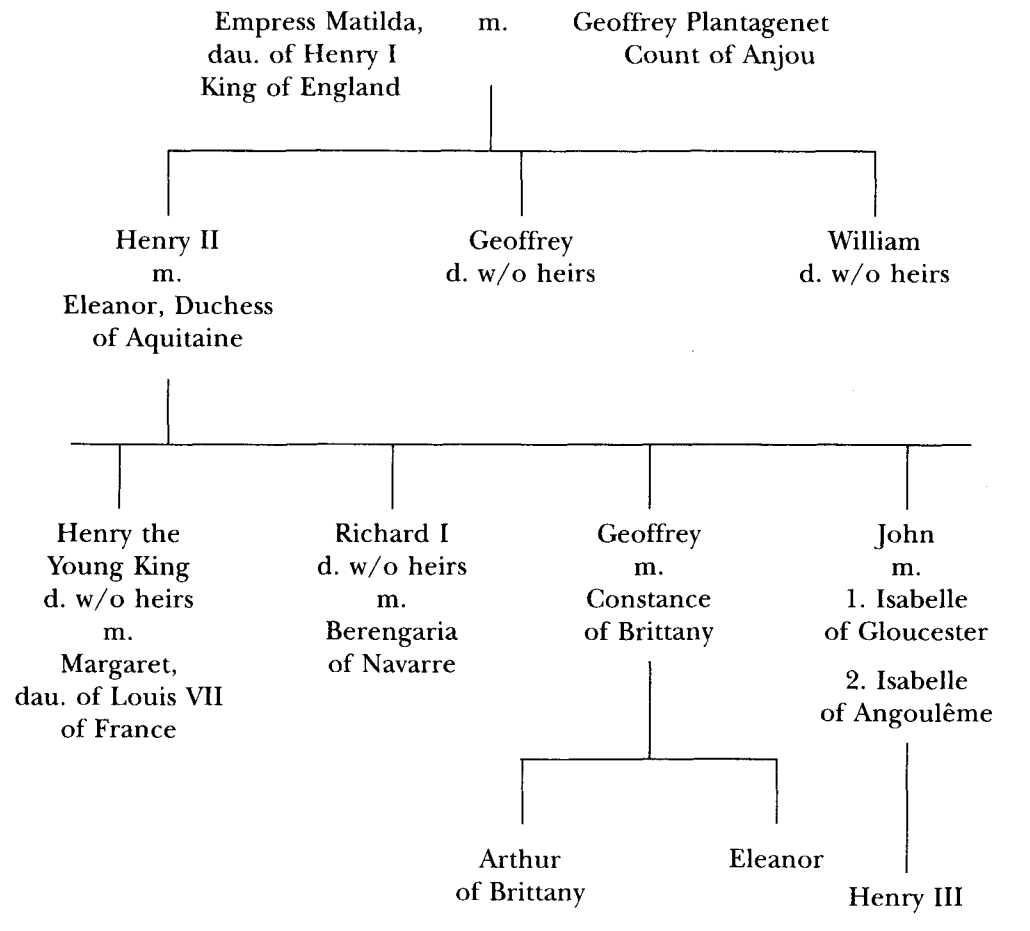 Empress Matilda, m. Geoffrey Plantagenet
dau. of Henry I Count of Anjou
King of England
Henry II
m.
Eleanor, Duchess
of Aquitaine
Geoffrey
d. w/o heirs
William
d. w/o heirs
Henry the
Young King
d. w/o heirs
m.
Margaret,
dau. of Louis VII
of France
Richard I
d. w/o heirs
m.
Berengaria
of Navarre
Geoffrey
m.
Constance
of Brittany
John
m.
1. Isabelle
of Gloucester
2. Isabelle
of Angoulême
Arthur
of Brittany
Eleanor
Henry III